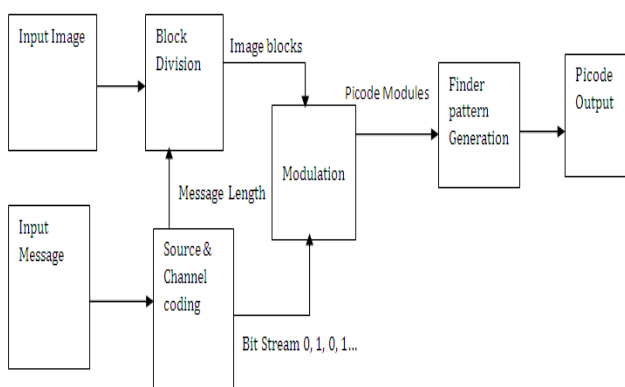 Input Image
Block
Division
Image blocks
Picode Modules
Finder
pattern
Generation
Picode
Output
Modulation
Message Length
Input
Message
Source &
Channel
coding
Bit Stream 0, 1, 0, 1...